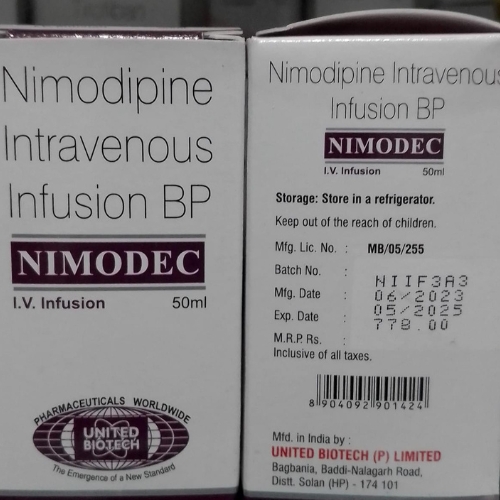 Nimodipine
Intravenous
Infusion BP
NIMODEC
I.V. Infusion 50ml
PHARMACEUTICALS WORLDWIDE
UNITED
BIOTECH
The Emergence of a New Standard
Nimodipine Intravenous
Infusion BP
NIMODEC
I.V. Infusion 50ml
Storage: Store in a refrigerator.
Keep out of the reach of children.
Mfg. Lic. No. : MB/05/255
Batch No. : NIIF3A3
Mfg. Date : 06/2023
Exp. Date : 05/2025
M.R.P. Rs. : 778.00
Inclusive of all taxes.
8 904092 901424
Mfd. in India by :
UNITED BIOTECH (P) LIMITED
Bagbania, Baddi-Nalagarh Road,
Distt. Solan (HP) - 174 101